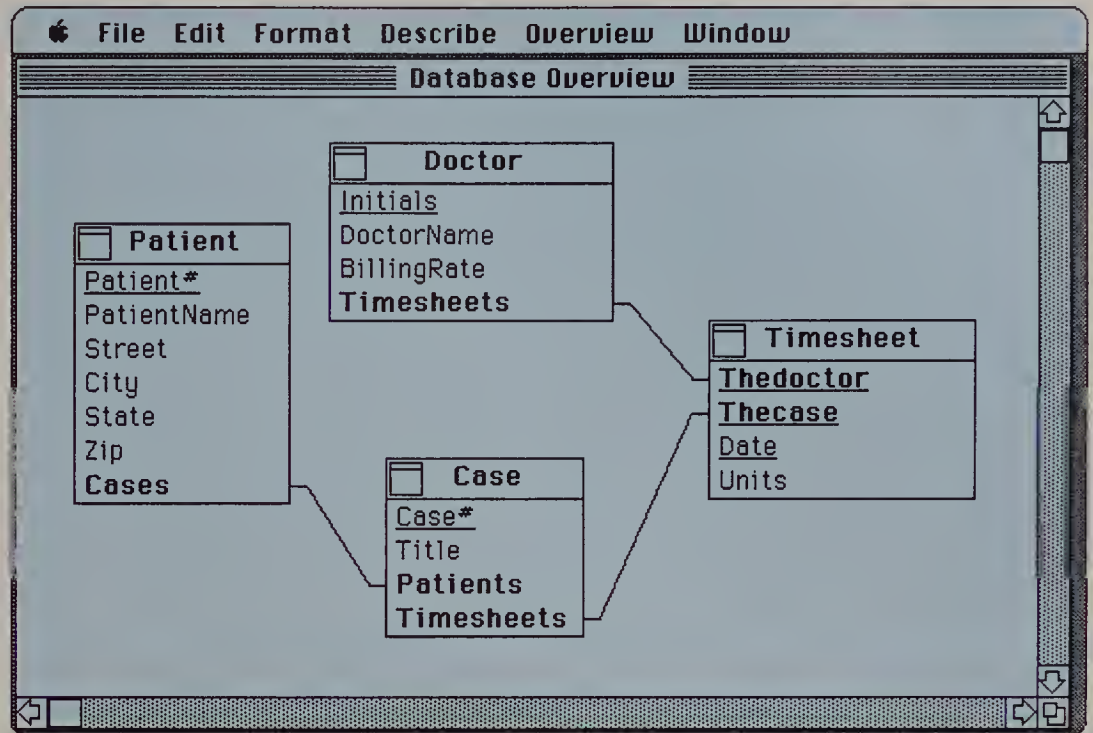 File Edit Format Describe Overview Window
Database Overview
Doctor
Initials
DoctorName
BillingRate
Timesheets
Patient
Patient#
PatientName
Street
City
State
Zip
Cases
Timesheet
Thedoctor
Thecase
Date
Units
Case
Case#
Title
Patients
Timesheets